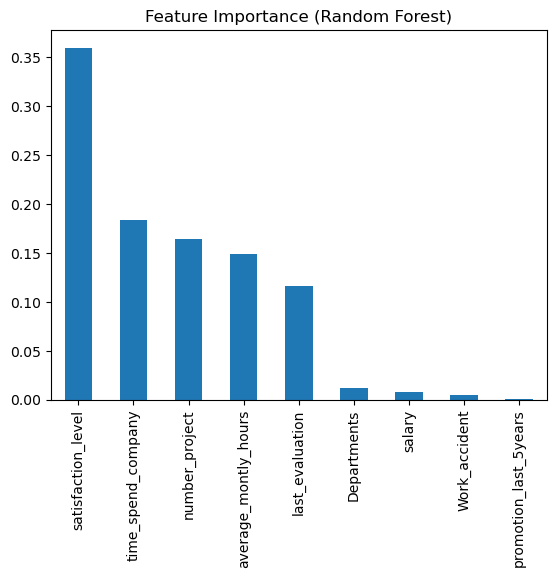 Feature Importance (Random Forest)
0.35
0.30
0.25
0.20
0.15
0.10
0.05
0.00
satisfaction_level
time_spend_company
number_project
average_montly_hours
last_evaluation
Departments
salary
Work_accident
promotion_last_5years